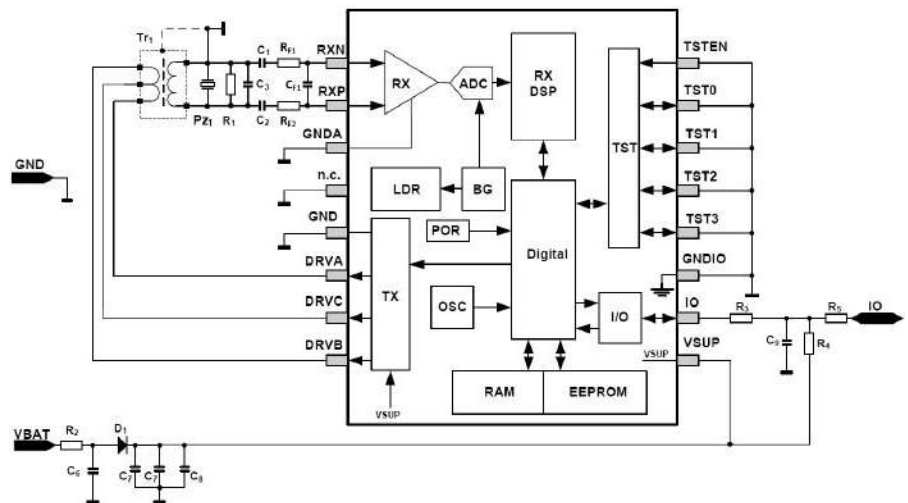 Tr1
C1
RF1
RXN
TSTEN
RX
ADC
RX
DSP
C3
CF1
TST0
RXP
Pz1
R1
C2
RF2
TST
TST1
GNDA
GND
n.c.
LDR
BG
TST2
GND
POR
TST3
Digital
GNDIO
DRVA
TX
DRVC
OSC
I/O
IO
R3
R5
IO
DRVB
VSUP
VSUP
C9
R4
RAM
EEPROM
VSUP
VBAT
R2
D1
C6
C7
C7
C8